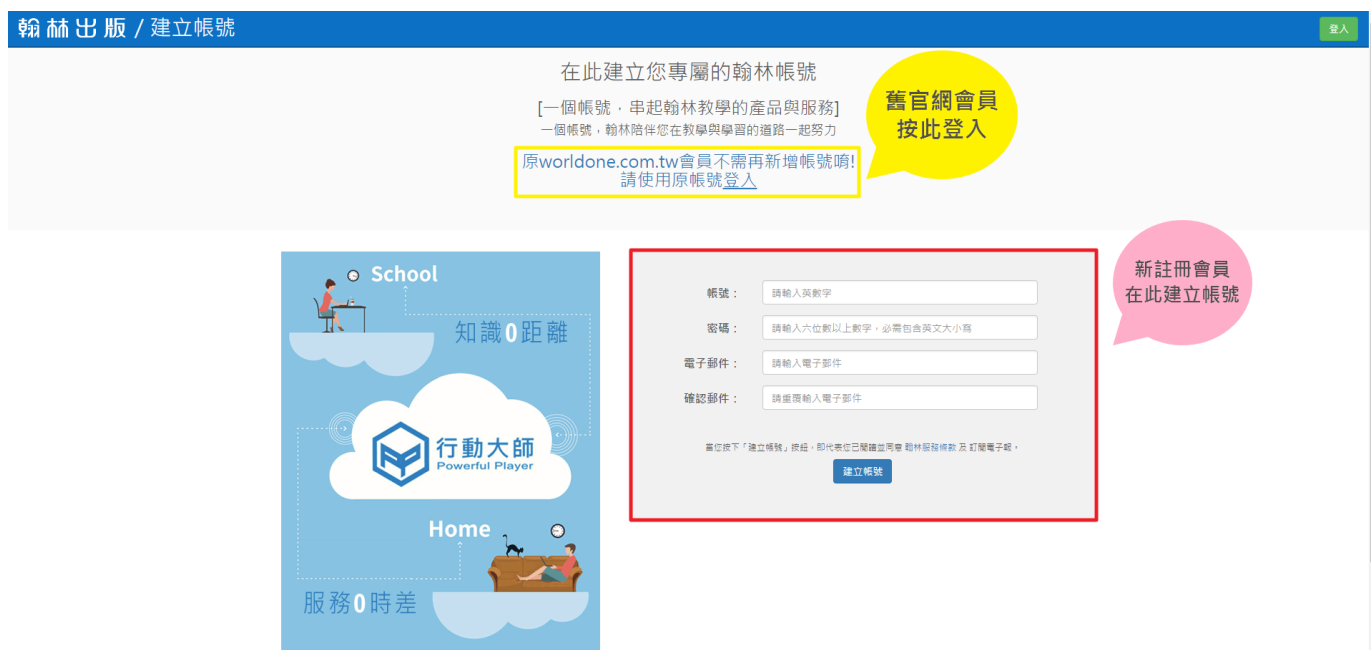 翰林出版 / 建立帳號
登入
在此建立您專屬的翰林帳號
[一個帳號，串起翰林教學的產品與服務]
一個帳號，翰林陪伴您在教學與學習的道路一起努力
原worldone.com.tw會員不需再新增帳號唷!
請使用原帳號登入
舊官網會員
按此登入
School
知識0距離
行動大師
Powerful Player
Home
服務0時差
帳號：
請輸入英數字
密碼：
請輸入六位數以上數字，必需包含英文大小寫
電子郵件：
請輸入電子郵件
確認郵件：
請重覆輸入電子郵件
當您按下「建立帳號」按鈕，即代表您已閱讀並同意 翰林服務條款 及 訂閱電子報。
建立帳號
新註冊會員
在此建立帳號